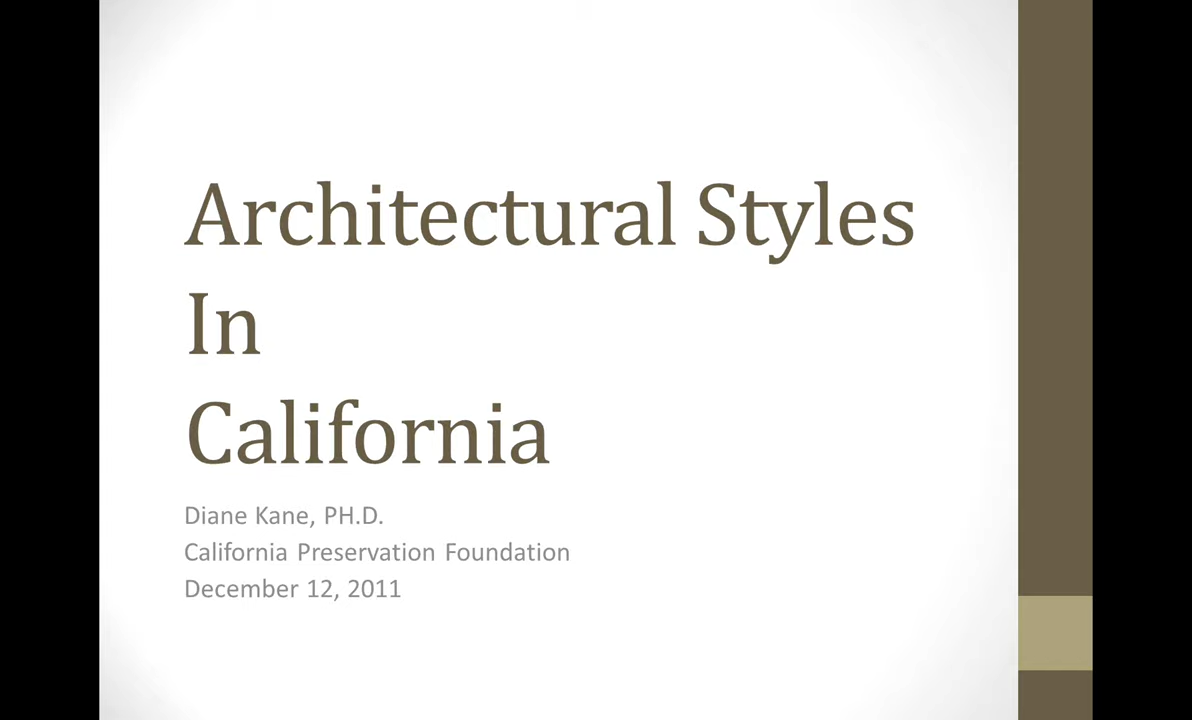 Architectural Styles
In
California
Diane Kane, PH.D.
California Preservation Foundation
December 12, 2011